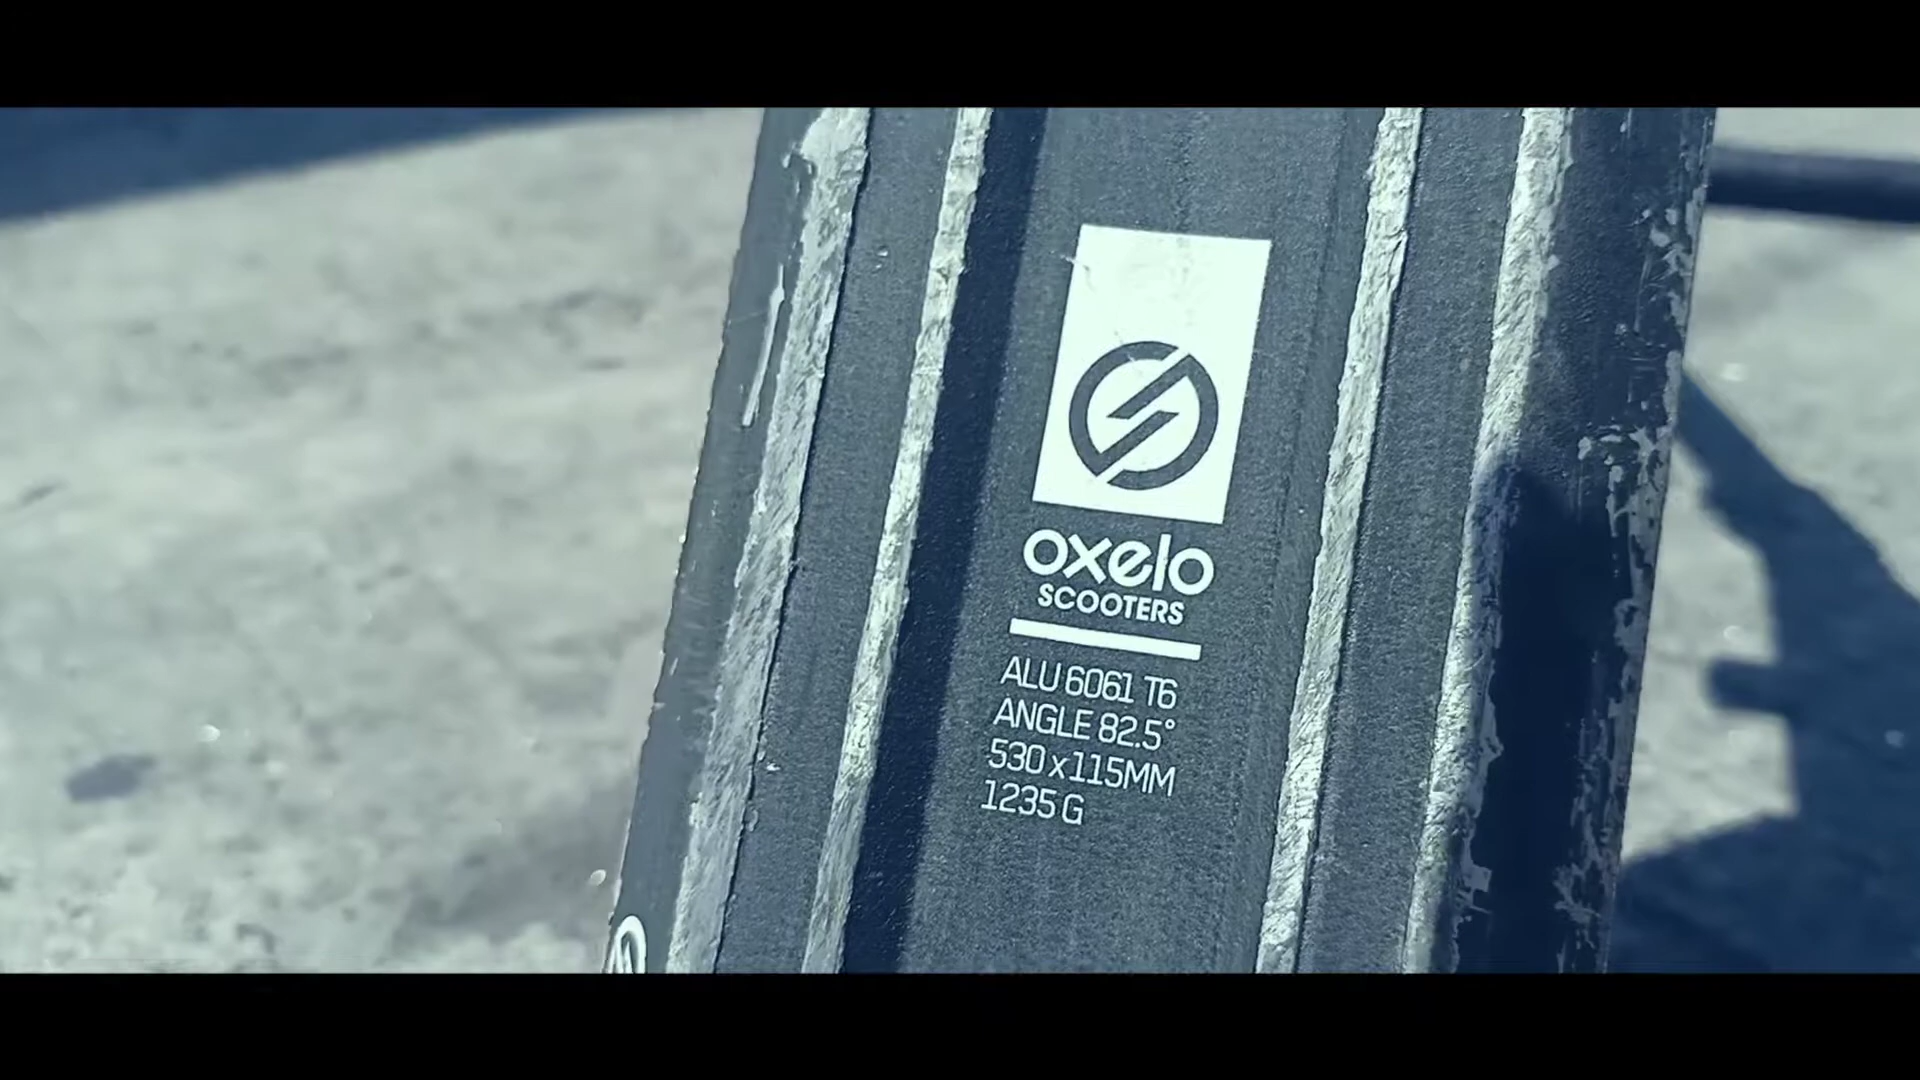 oxelo
SCOOTERS
ALU 6061 T6
ANGLE 82.5°
530 x 115MM
1235 G